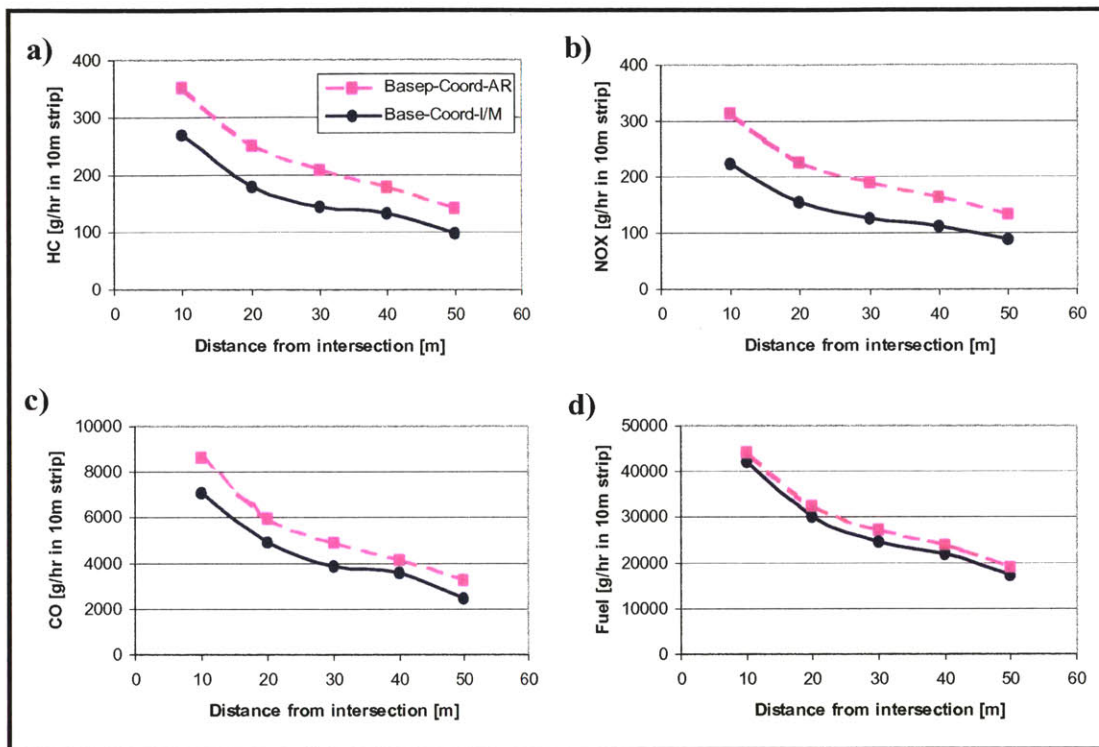 a)
HC [g/hr in 10m strip]
400
300
200
100
0
Basep-Coord-AR
Base-Coord-I/M
0 10 20 30 40 50 60
Distance from intersection [m]
b)
NOX [g/hr in 10m strip]
400
300
200
100
0
0 10 20 30 40 50 60
Distance from intersection [m]
c)
CO [g/hr in 10m strip]
10000
8000
6000
4000
2000
0
0 10 20 30 40 50 60
Distance from intersection [m]
d)
Fuel [g/hr in 10m strip]
50000
40000
30000
20000
10000
0
0 10 20 30 40 50 60
Distance from intersection [m]